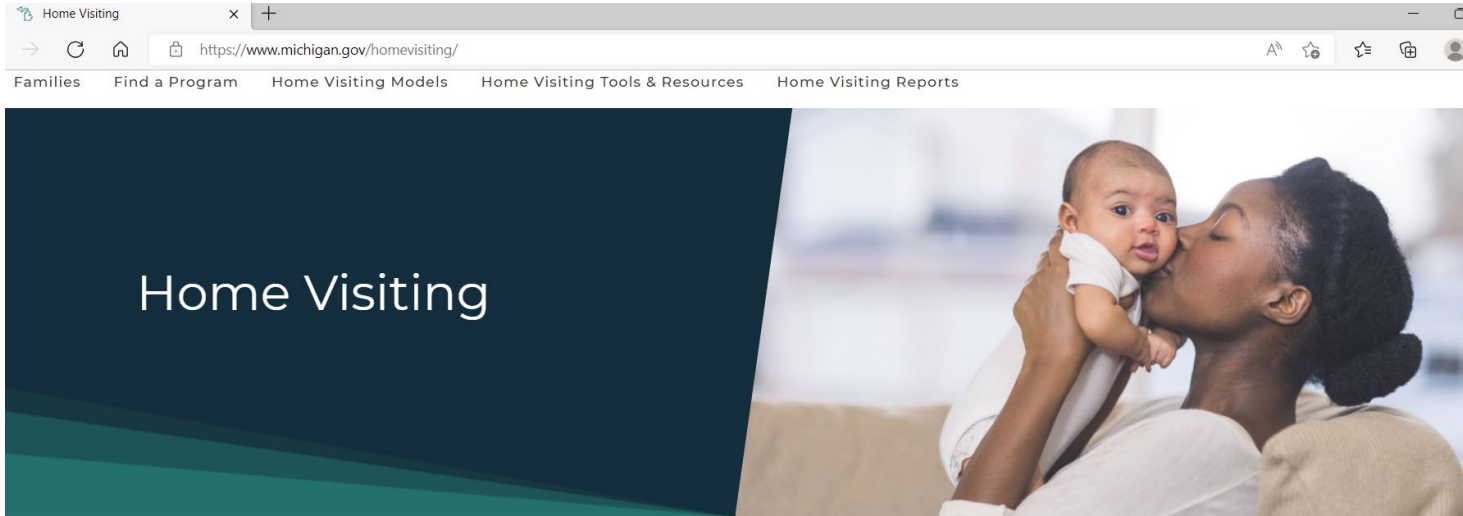 Home Visiting
https://www.michigan.gov/homevisiting/
Families Find a Program Home Visiting Models Home Visiting Tools & Resources Home Visiting Reports
Home Visiting